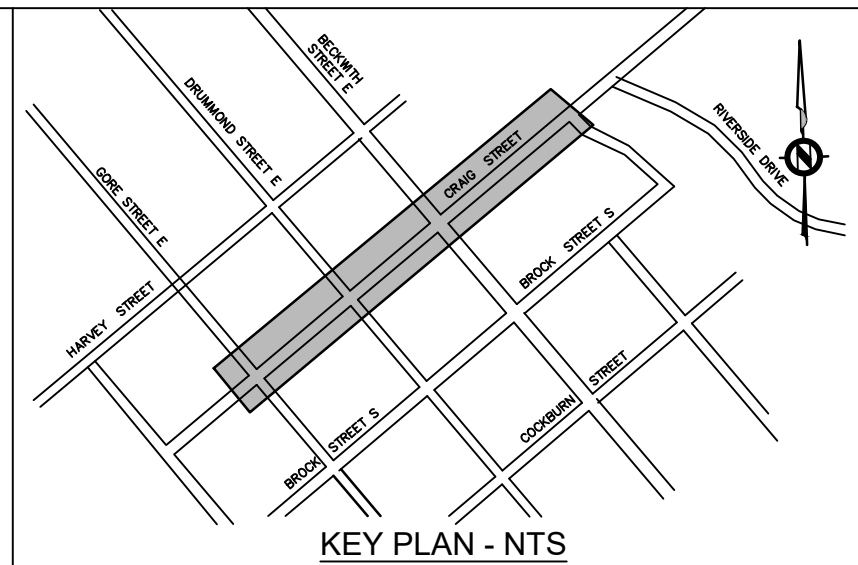 BECKWITH
STREET E
DRUMMOND STREET E
GORE STREET E
CRAIG STREET
RIVERSIDE DRIVE
N
HARVEY STREET
BROCK STREET S
BROCK STREET S
COCKBURN STREET
KEY PLAN - NTS